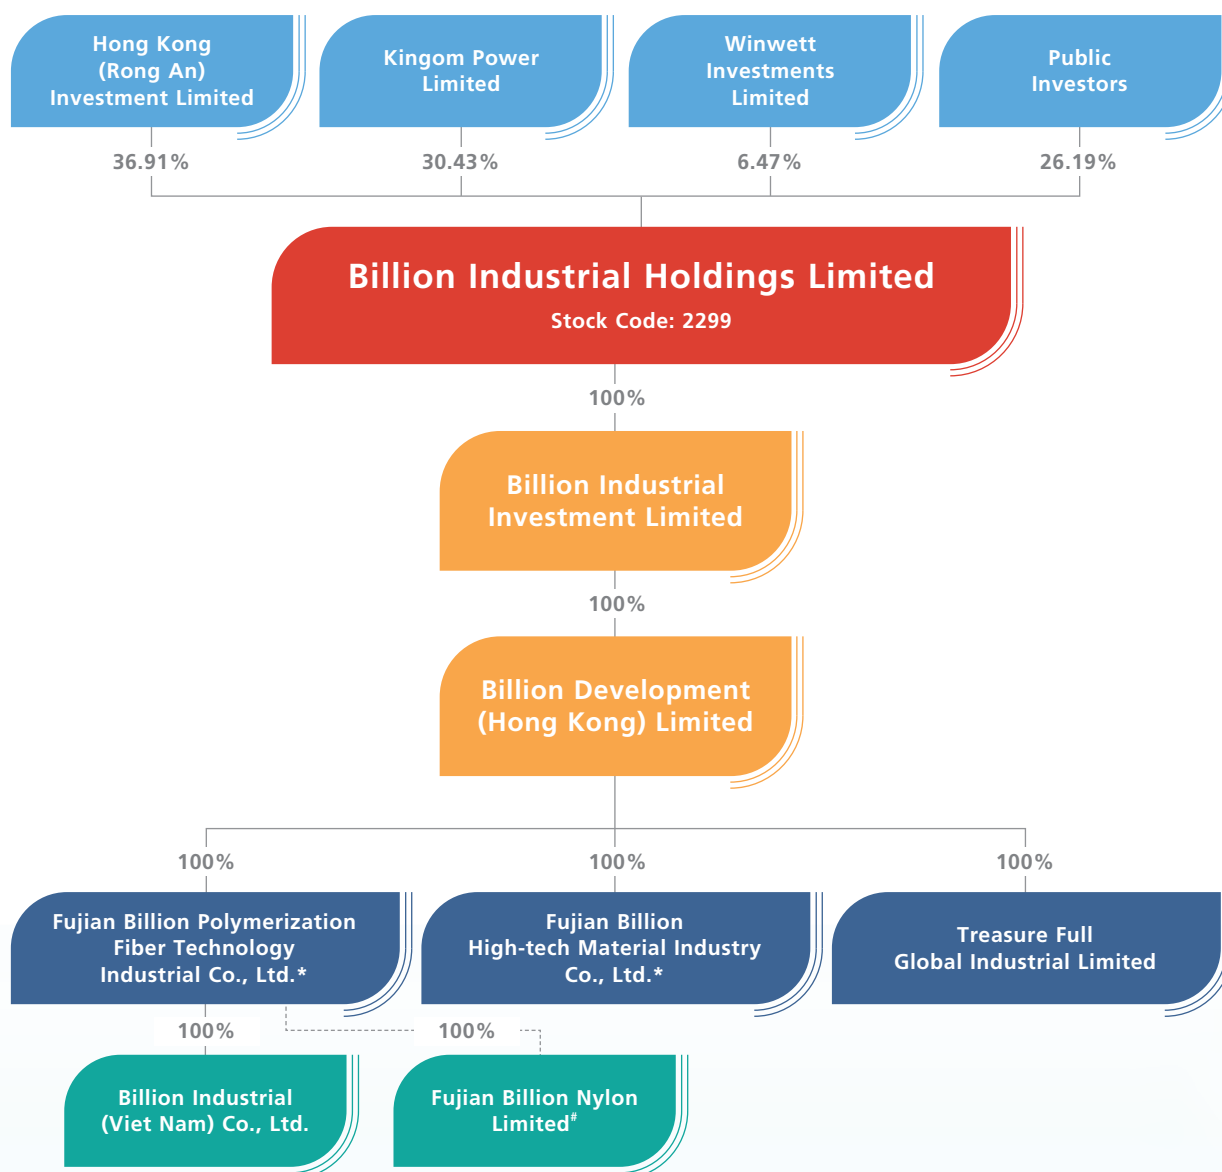 Hong Kong
(Rong An)
Investment Limited
Kingom Power
Limited
Winwett
Investments
Limited
Public
Investors
36.91%
30.43%
6.47%
26.19%
Billion Industrial Holdings Limited
Stock Code: 2299
100%
Billion Industrial
Investment Limited
100%
Billion Development
(Hong Kong) Limited
100%
100%
100%
Fujian Billion Polymerization
Fiber Technology
Industrial Co., Ltd.*
Fujian Billion
High-tech Material Industry
Co., Ltd.*
Treasure Full
Global Industrial Limited
100%
100%
Billion Industrial
(Viet Nam) Co., Ltd.
Fujian Billion Nylon
Limited#